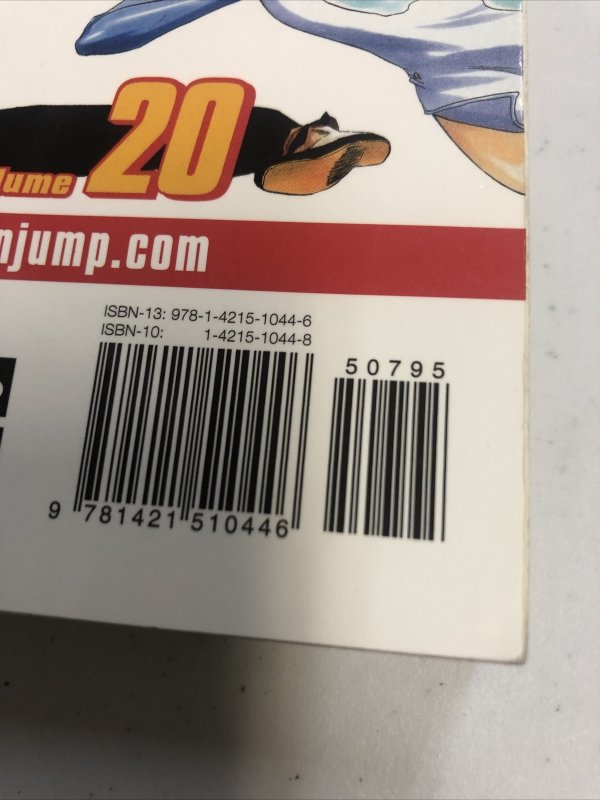 lume 20
njump.com
ISBN-13: 978-1-4215-1044-6
ISBN-10: 1-4215-1044-8
50795
9 781421 510446